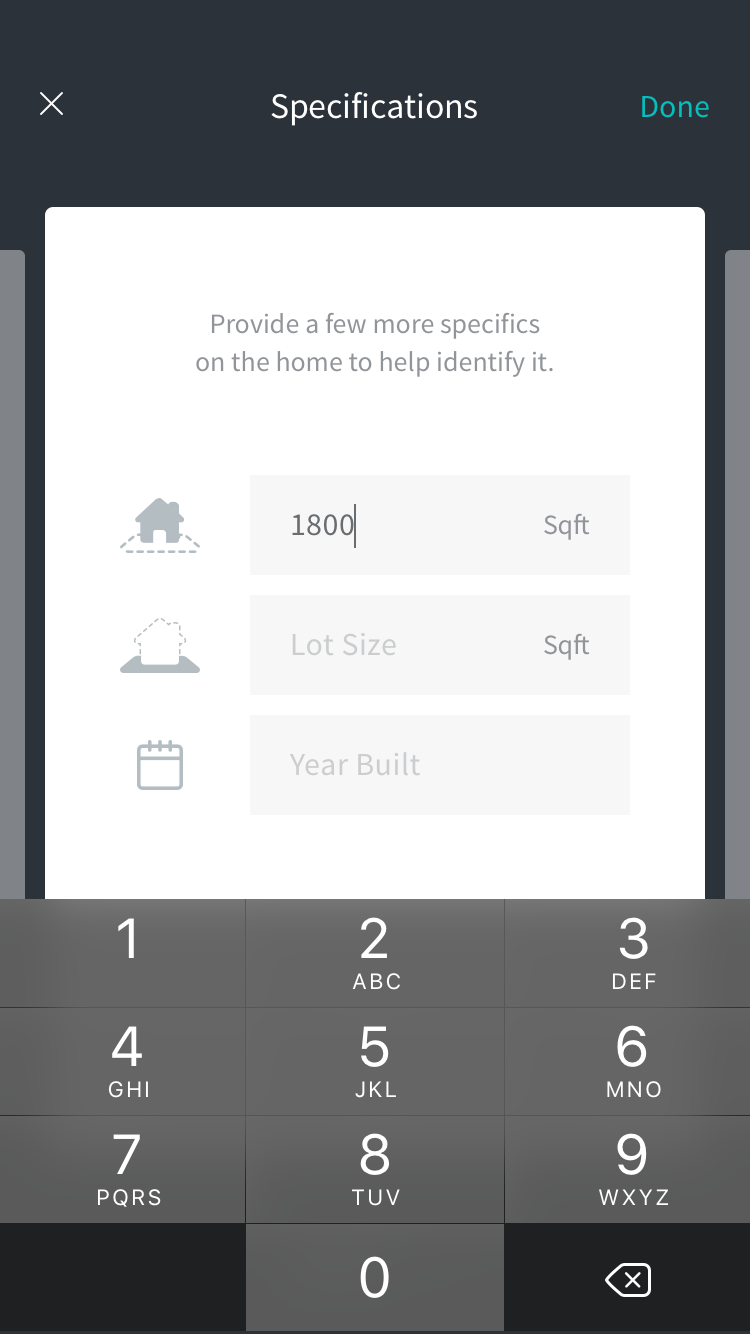 Specifications
Done
Provide a few more specifics
on the home to help identify it.
1800 Sqft
Lot Size Sqft
Year Built
1 2 3
ABC DEF
4 5 6
GHI JKL MNO
7 8 9
PQRS TUV WXYZ
0